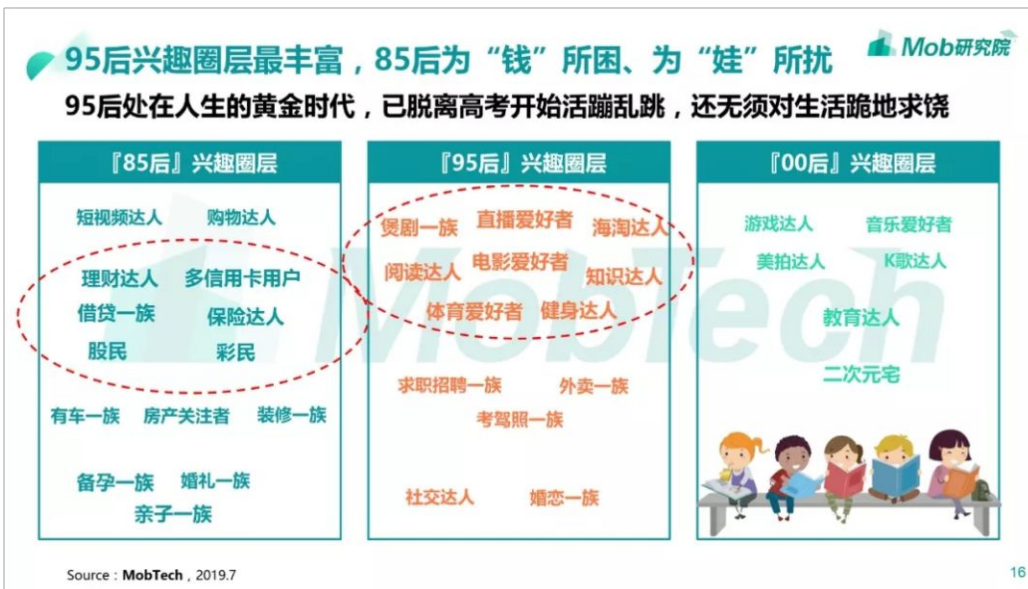 95后兴趣圈层最丰富，85后为“钱”所困、为“娃”所扰
Mob研究院
95后处在人生的黄金时代，已脱离高考开始活蹦乱跳，还无须对生活跪地求饶
『85后』兴趣圈层
短视频达人 购物达人
理财达人 多信用卡用户
借贷一族 保险达人
股民 彩民
有车一族 房产关注者 装修一族
备孕一族 婚礼一族
亲子一族
『95后』兴趣圈层
煲剧一族 直播爱好者 海淘达人
阅读达人 电影爱好者 知识达人
体育爱好者 健身达人
求职招聘一族 外卖一族
考驾照一族
社交达人 婚恋一族
『00后』兴趣圈层
游戏达人 音乐爱好者
美拍达人 K歌达人
教育达人
二次元宅
MobTech
Source：MobTech，2019.7
16